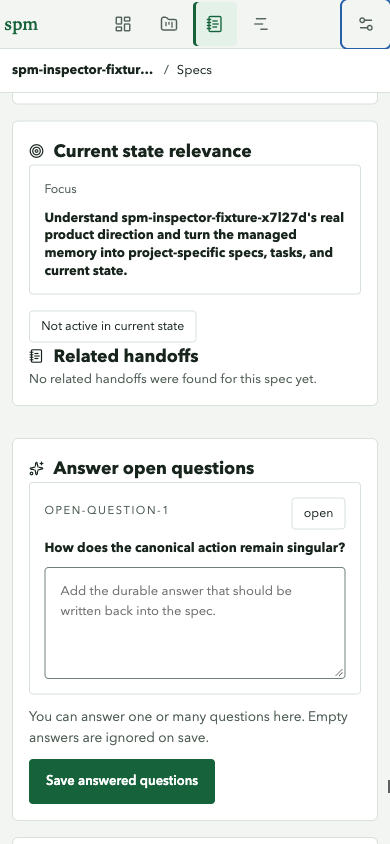 spm
spm-inspector-fixtur... / Specs
Current state relevance
Focus
Understand spm-inspector-fixture-x7l27d's real
product direction and turn the managed
memory into project-specific specs, tasks, and
current state.
Not active in current state
Related handoffs
No related handoffs were found for this spec yet.
Answer open questions
OPEN-QUESTION-1
open
How does the canonical action remain singular?
Add the durable answer that should be
written back into the spec.
You can answer one or many questions here. Empty
answers are ignored on save.
Save answered questions